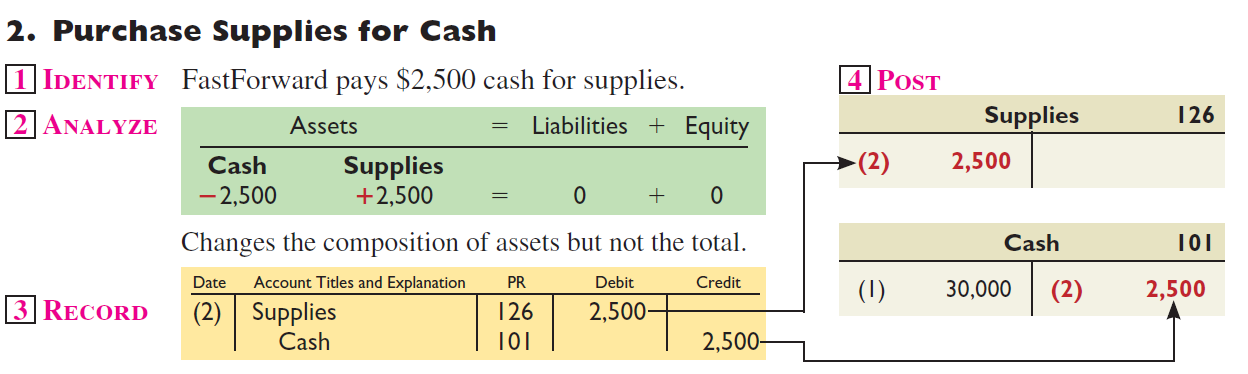 2. Purchase Supplies for Cash
1 IDENTIFY FastForward pays $2,500 cash for supplies.
2 ANALYZE
Assets = Liabilities + Equity
Cash Supplies
−2,500 +2,500 = 0 + 0
Changes the composition of assets but not the total.
3 RECORD
Date Account Titles and Explanation PR Debit Credit
(2) Supplies 126 2,500
Cash 101 2,500
4 POST
Supplies 126
(2) 2,500
Cash 101
(1) 30,000 (2) 2,500